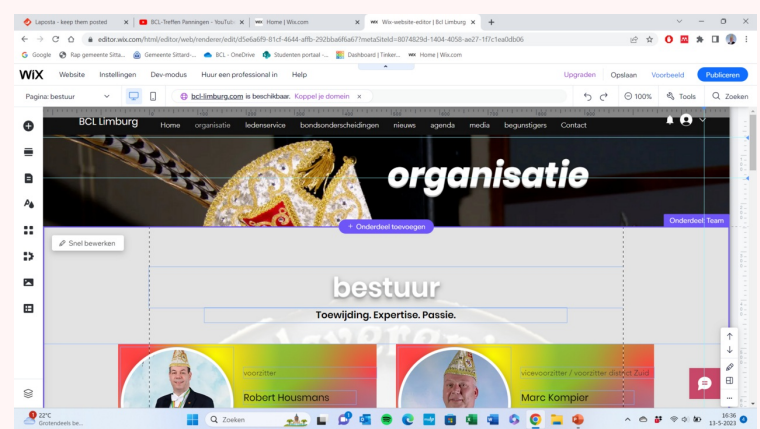 Laposta - keep them posted
BCL-Treffen Panningen - YouTub
Home | Wix.com
Wix-website-editor | Bcl Limburg
editor.wix.com/html/editor/web/renderer/edit/d5e6a6f9-81cf-4644-affb-292bba6f6a67?metaSiteId=8074829d-1404-4058-ae27-1f7c1ea0db06
Google
Rap gemeente Sitta...
Gemeente Sittard-...
BCL - OneDrive
Studenten portaal -...
Dashboard | Tinker...
Home | Wix.com
WiX Website Instellingen Dev-modus Huur een professional in Help
Upgraden Opslaan Voorbeeld Publiceren
Pagina: bestuur
bcl-limburg.com is beschikbaar. Koppel je domein
100% Tools Zoeken
BCL Limburg
Home organisatie ledenservice bondsonderscheidingen nieuws agenda media begunstigers Contact
organisatie
+ Onderdeel toevoegen
Onderdeel: Team
Snel bewerken
bestuur
Toewijding. Expertise. Passie.
voorzitter
Robert Housmans
vicevoorzitter / voorzitter district Zuid
Marc Kompier
22°C
Grotendeels be...
Zoeken
16:36
13-5-2023